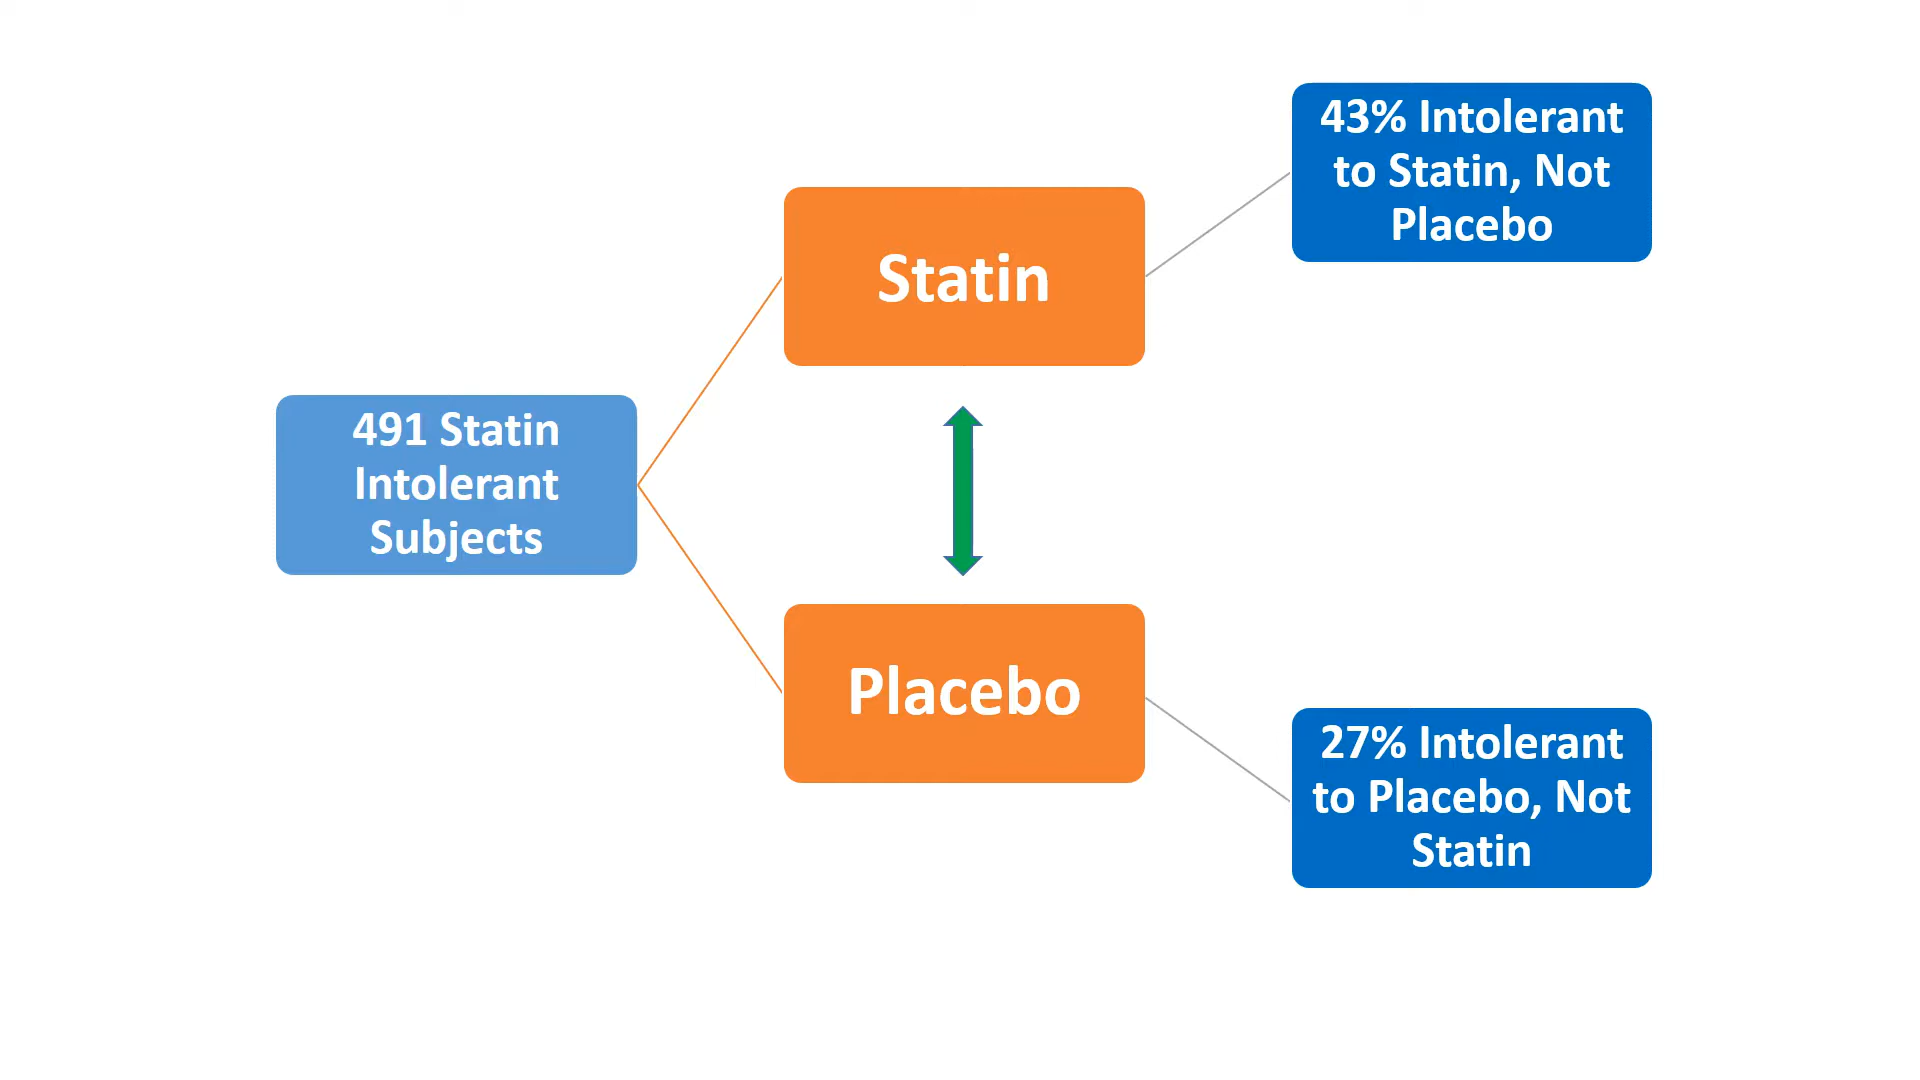 491 Statin
Intolerant
Subjects
Statin
Placebo
43% Intolerant
to Statin, Not
Placebo
27% Intolerant
to Placebo, Not
Statin